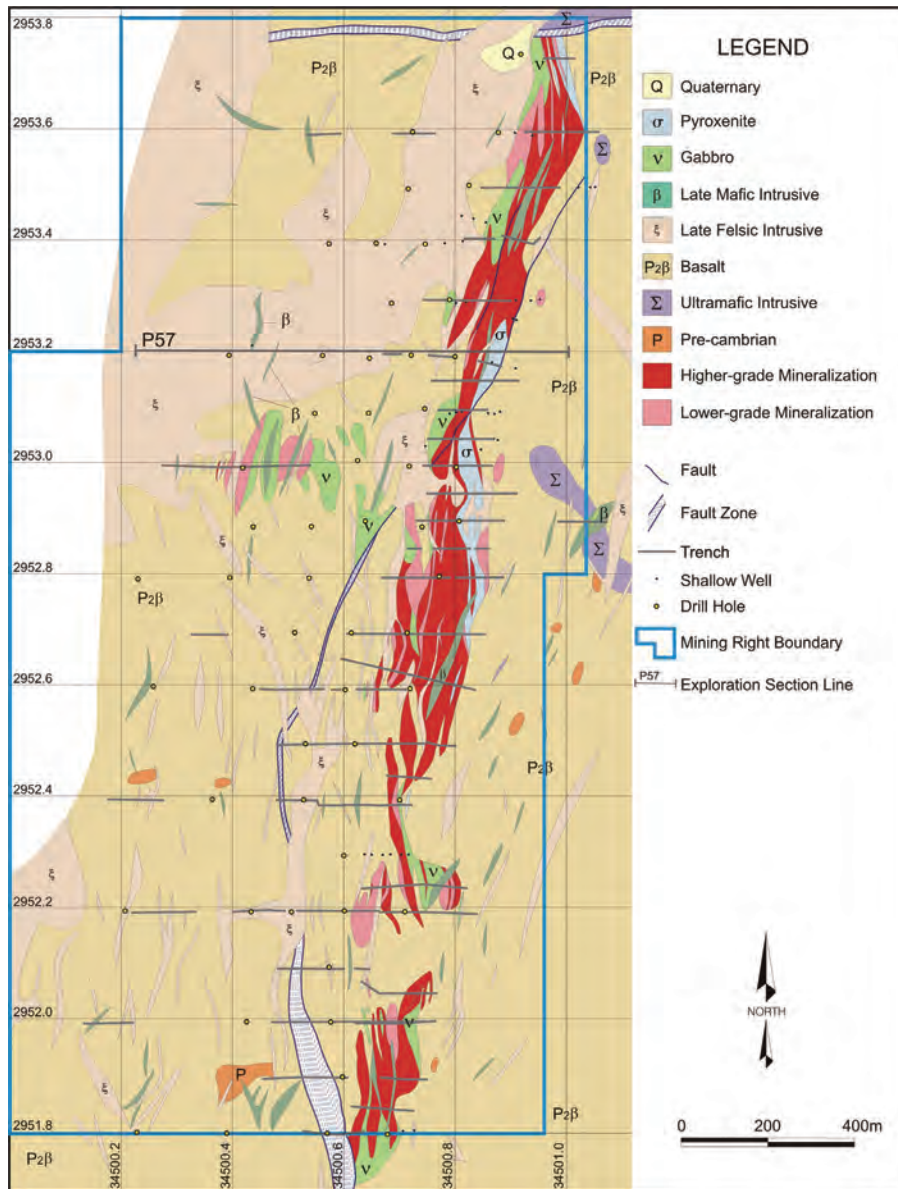 2953.8
2953.6
2953.4
2953.2
2953.0
2952.8
2952.6
2952.4
2952.2
2952.0
2951.8
34500.2
34500.4
34500.6
34500.8
34501.0
Σ
P₂β
Q
ν
P₂β
ξ
ξ
Σ
ξ
ν
ξ
β
P57
σ
P₂β
ξ
β
ν
ξ
σ
ν
Σ
ξ
ν
β
ξ
Σ
P₂β
ξ
ξ
β
ξ
P₂β
ξ
ν
ξ
ξ
ν
P
ξ
P₂β
P₂β
ν
LEGEND
Q Quaternary
σ Pyroxenite
ν Gabbro
β Late Mafic Intrusive
ξ Late Felsic Intrusive
P₂β Basalt
Σ Ultramafic Intrusive
P Pre-cambrian
Higher-grade Mineralization
Lower-grade Mineralization
Fault
Fault Zone
Trench
Shallow Well
Drill Hole
Mining Right Boundary
P57 Exploration Section Line
NORTH
0 200 400m